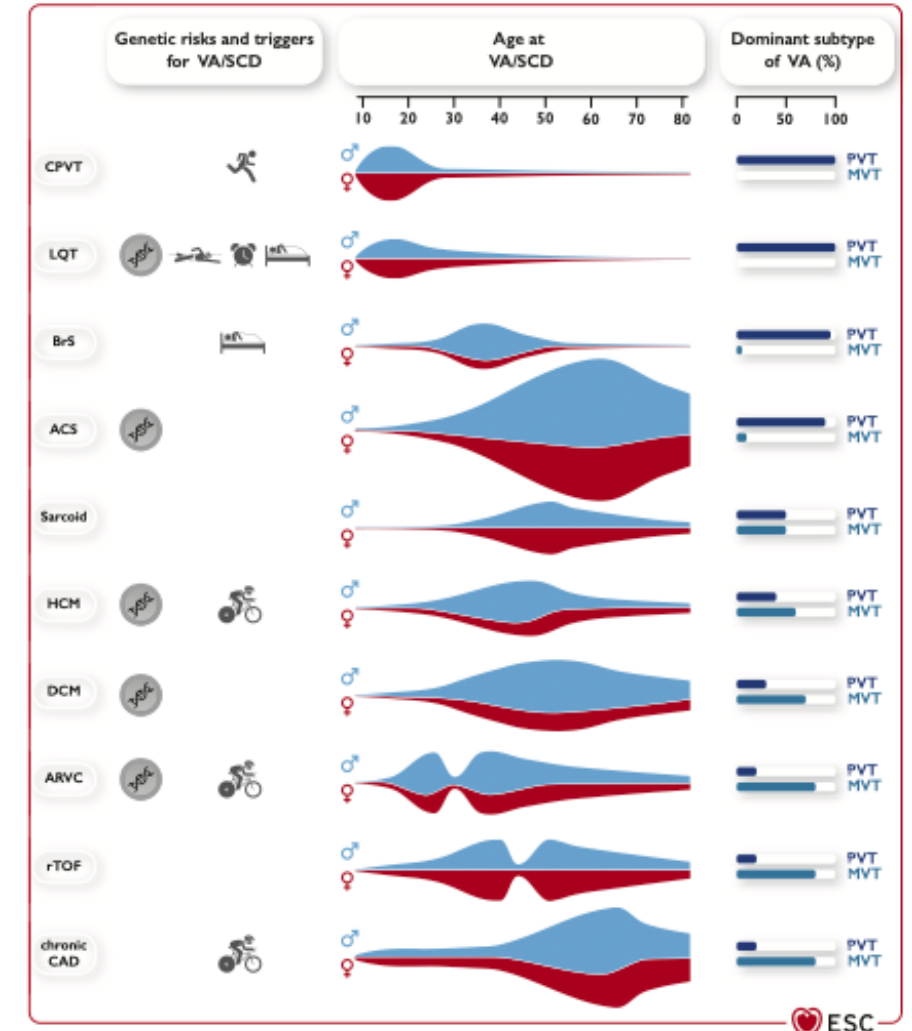 Genetic risks and triggers
for VA/SCD
Age at
VA/SCD
Dominant subtype
of VA (%)
10 20 30 40 50 60 70 80
0 50 100
CPVT
♂
♀
PVT
MVT
LQT
♂
♀
PVT
MVT
BrS
♂
♀
PVT
MVT
ACS
♂
♀
PVT
MVT
Sarcoid
♂
♀
PVT
MVT
HCM
♂
♀
PVT
MVT
DCM
♂
♀
PVT
MVT
ARVC
♂
♀
PVT
MVT
rTOF
♂
♀
PVT
MVT
chronic
CAD
♂
♀
PVT
MVT
ESC